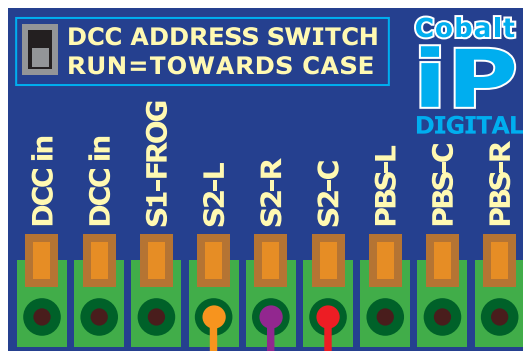 DCC ADDRESS SWITCH
RUN=TOWARDS CASE
Cobalt
iP
DIGITAL
DCC in
DCC in
S1-FROG
S2-L
S2-R
S2-C
PBS-L
PBS-C
PBS-R